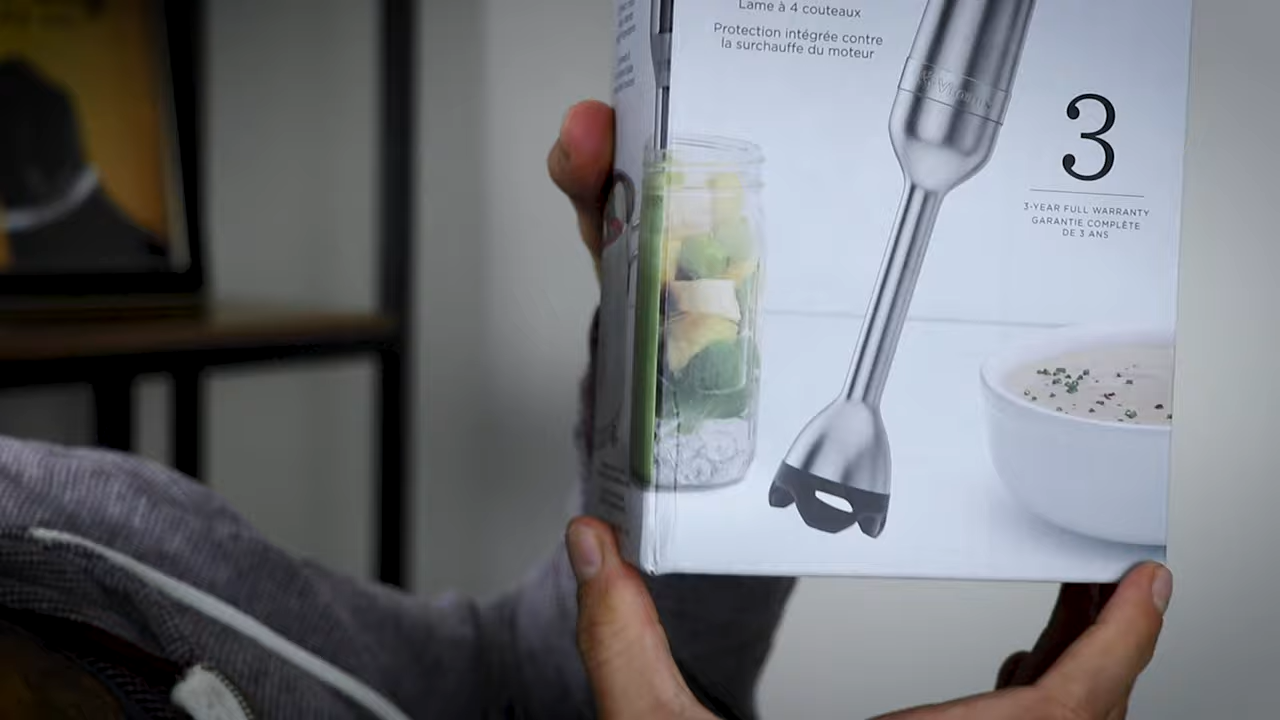 Lame à 4 couteaux
Protection intégrée contre
la surchauffe du moteur
3
3-YEAR FULL WARRANTY
GARANTIE COMPLÈTE
DE 3 ANS